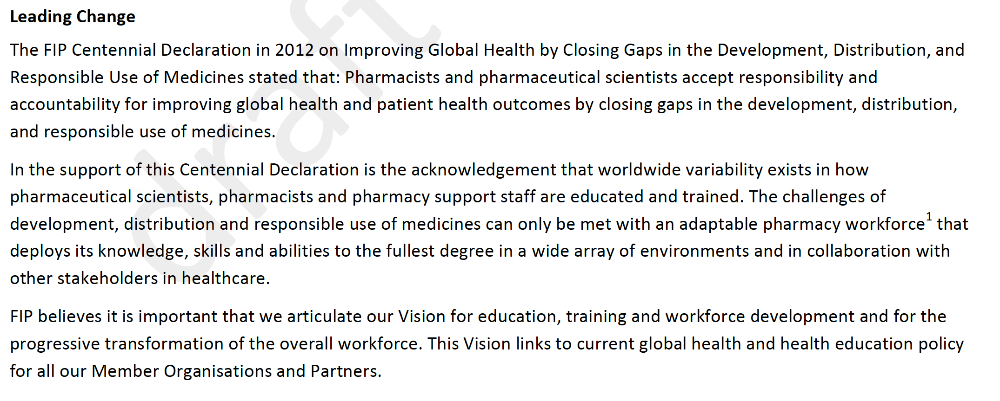 Leading Change
The FIP Centennial Declaration in 2012 on Improving Global Health by Closing Gaps in the Development, Distribution, and
Responsible Use of Medicines stated that: Pharmacists and pharmaceutical scientists accept responsibility and
accountability for improving global health and patient health outcomes by closing gaps in the development, distribution,
and responsible use of medicines.
In the support of this Centennial Declaration is the acknowledgement that worldwide variability exists in how
pharmaceutical scientists, pharmacists and pharmacy support staff are educated and trained. The challenges of
development, distribution and responsible use of medicines can only be met with an adaptable pharmacy workforce¹ that
deploys its knowledge, skills and abilities to the fullest degree in a wide array of environments and in collaboration with
other stakeholders in healthcare.
FIP believes it is important that we articulate our Vision for education, training and workforce development and for the
progressive transformation of the overall workforce. This Vision links to current global health and health education policy
for all our Member Organisations and Partners.
draft